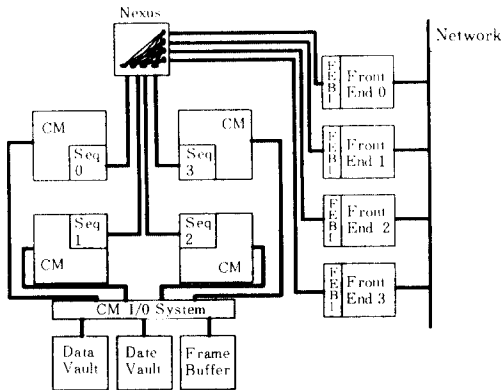 Nexus
Network
FEBI
Front
End 0
CM
Seq
0
CM
Seq
3
FEBI
Front
End 1
Seq
1
CM
Seq
2
CM
FEBI
Front
End 2
FEBI
Front
End 3
CM I/0 System
Data
Vault
Date
Vault
Frame
Buffer